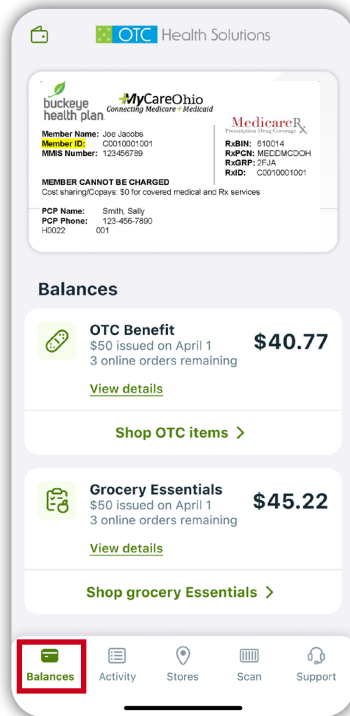 OTC Health Solutions
buckeye
health plan.
MyCareOhio
Connecting Medicare + Medicaid
MedicareRx
Prescription Drug Coverage
Member Name: Joe Jacobs
Member ID: C0010001001
MMIS Number: 123456789
RxBIN: 610014
RxPCN: MEDDMCDOH
RxGRP: 2FJA
RxID: C0010001001
MEMBER CANNOT BE CHARGED
Cost sharing/Copays: $0 for covered medical and Rx services
PCP Name: Smith, Sally
PCP Phone: 123-456-7890
H0022 001
Balances
OTC Benefit
$50 issued on April 1
3 online orders remaining
$40.77
View details
Shop OTC items >
Grocery Essentials
$50 issued on April 1
3 online orders remaining
$45.22
View details
Shop grocery Essentials >
Balances Activity Stores Scan Support